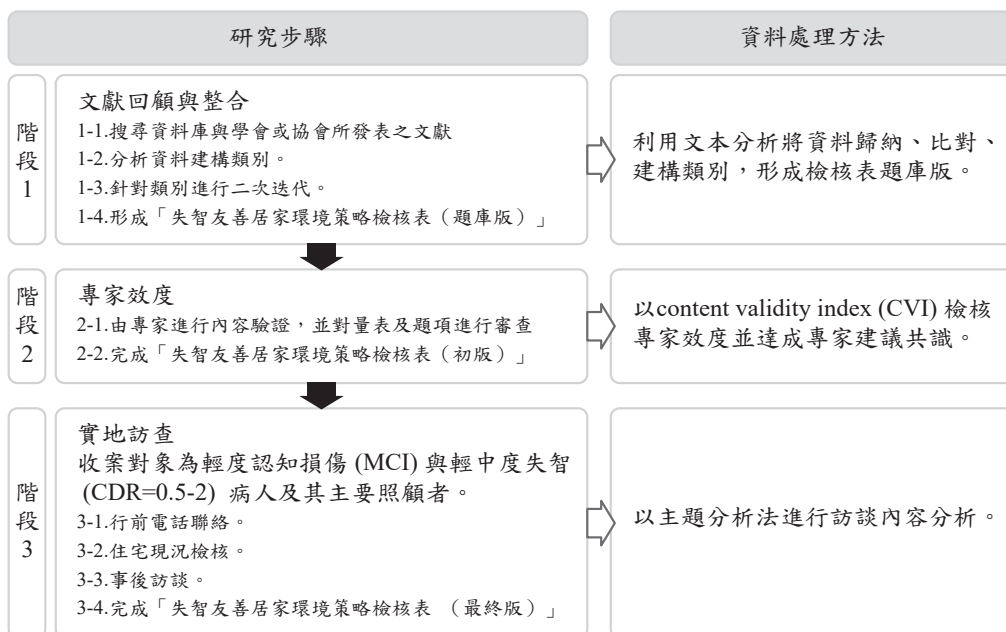 研究步驟
資料處理方法
階段1
文獻回顧與整合
1-1.搜尋資料庫與學會或協會所發表之文獻
1-2.分析資料建構類別。
1-3.針對類別進行二次迭代。
1-4.形成「失智友善居家環境策略檢核表（題庫版）」
利用文本分析將資料歸納、比對、
建構類別，形成檢核表題庫版。
階段2
專家效度
2-1.由專家進行內容驗證，並對量表及題項進行審查
2-2.完成「失智友善居家環境策略檢核表（初版）」
以content validity index (CVI) 檢核
專家效度並達成專家建議共識。
階段3
實地訪查
收案對象為輕度認知損傷 (MCI) 與輕中度失智
(CDR=0.5-2) 病人及其主要照顧者。
3-1.行前電話聯絡。
3-2.住宅現況檢核。
3-3.事後訪談。
3-4.完成「失智友善居家環境策略檢核表 （最終版）」
以主題分析法進行訪談內容分析。